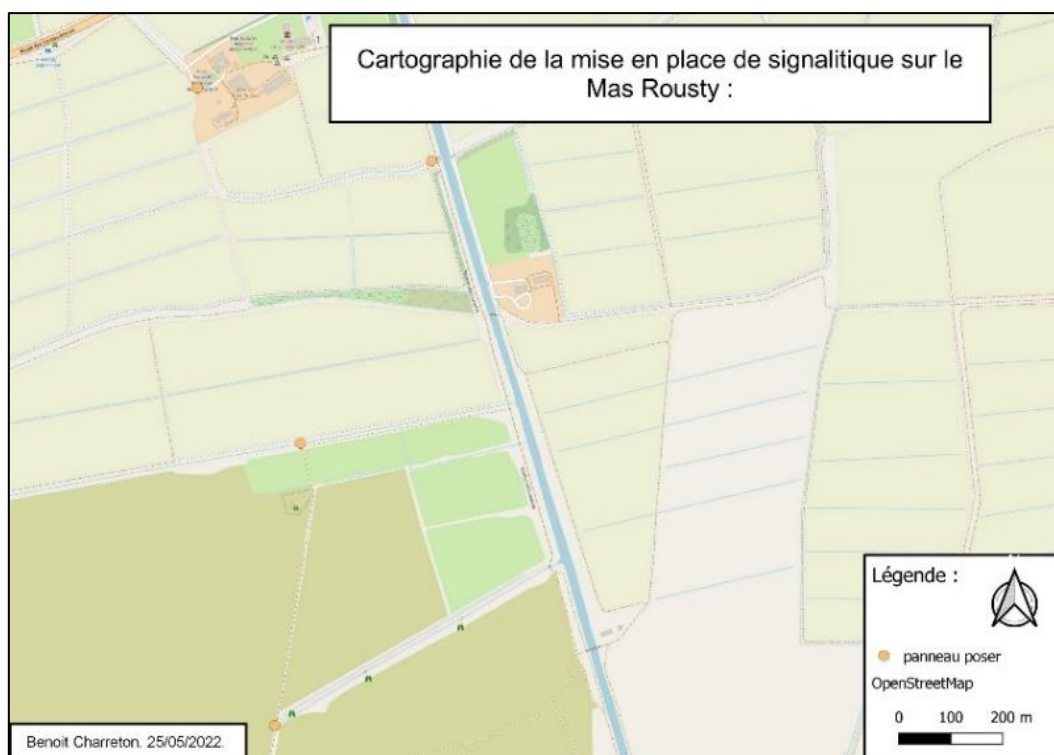 Cartographie de la mise en place de signalitique sur le
Mas Rousty :
Légende :
panneau poser
OpenStreetMap
0 100 200 m
Benoit Charreton. 25/05/2022.